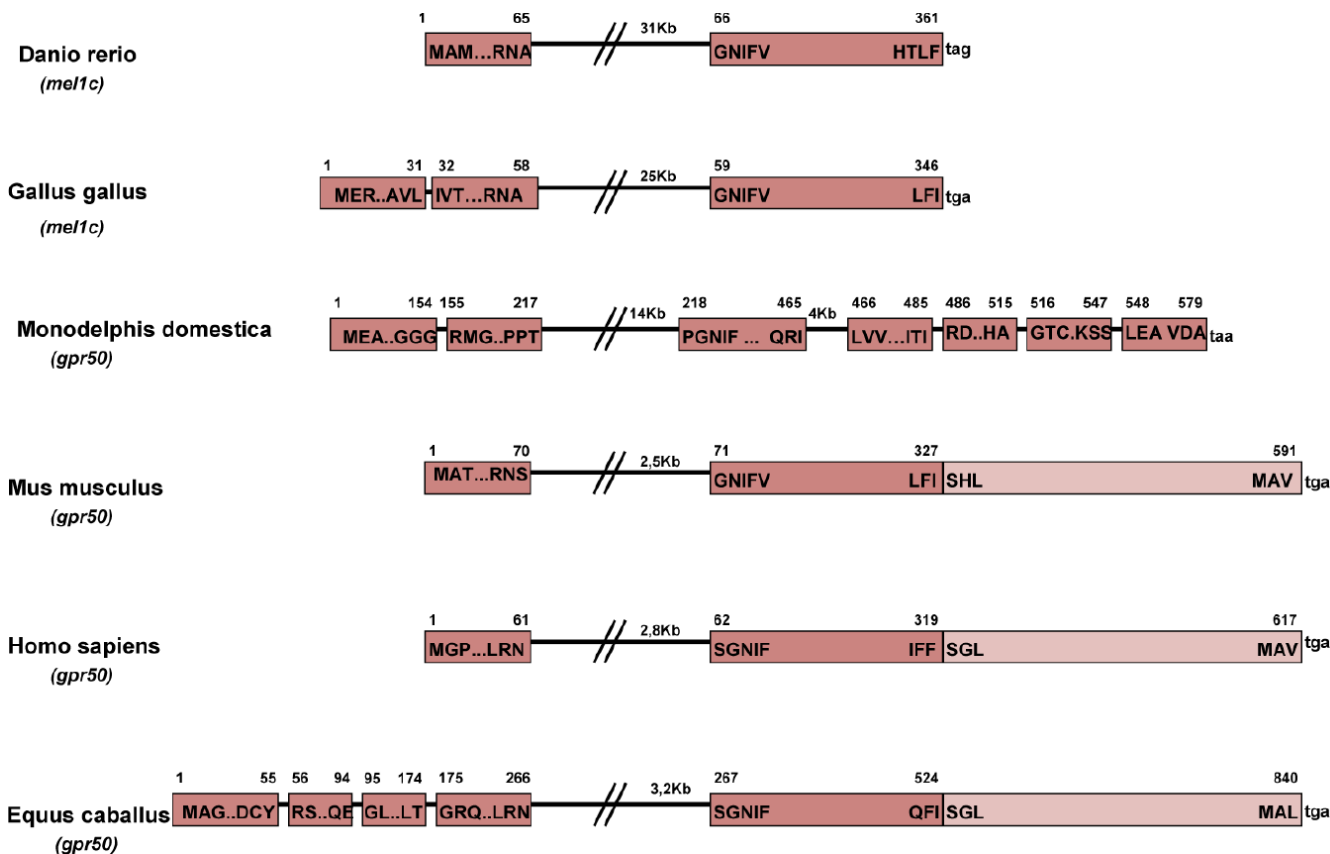 1 65 31Kb 66 361
Danio rerio MAM...RNA GNIFV HTLF tag
(mel1c)
1 31 32 58 25Kb 59 346
Gallus gallus MER..AVL IVT...RNA GNIFV LFI tga
(mel1c)
1 154 155 217 14Kb 218 465 4Kb 466 485 486 515 516 547 548 579
Monodelphis domestica MEA..GGG RMG..PPT PGNIF ... QRI LVV...ITI RD..HA GTC.KSS LEA VDA taa
(gpr50)
1 70 2,5Kb 71 327 591
Mus musculus MAT...RNS GNIFV LFI SHL MAV tga
(gpr50)
1 61 2,8Kb 62 319 617
Homo sapiens MGP...LRN SGNIF IFF SGL MAV tga
(gpr50)
1 55 56 94 95 174 175 266 3,2Kb 267 524 840
Equus caballus MAG..DCY RS..QE GL..LT GRQ..LRN SGNIF QFI SGL MAL tga
(gpr50)